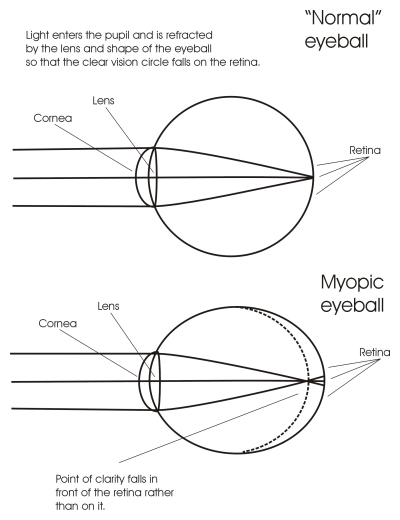 "Normal"
eyeball
Light enters the pupil and is refracted
by the lens and shape of the eyeball
so that the clear vision circle falls on the retina.
Lens
Cornea
Retina
Myopic
eyeball
Lens
Cornea
Retina
Point of clarity falls in
front of the retina rather
than on it.